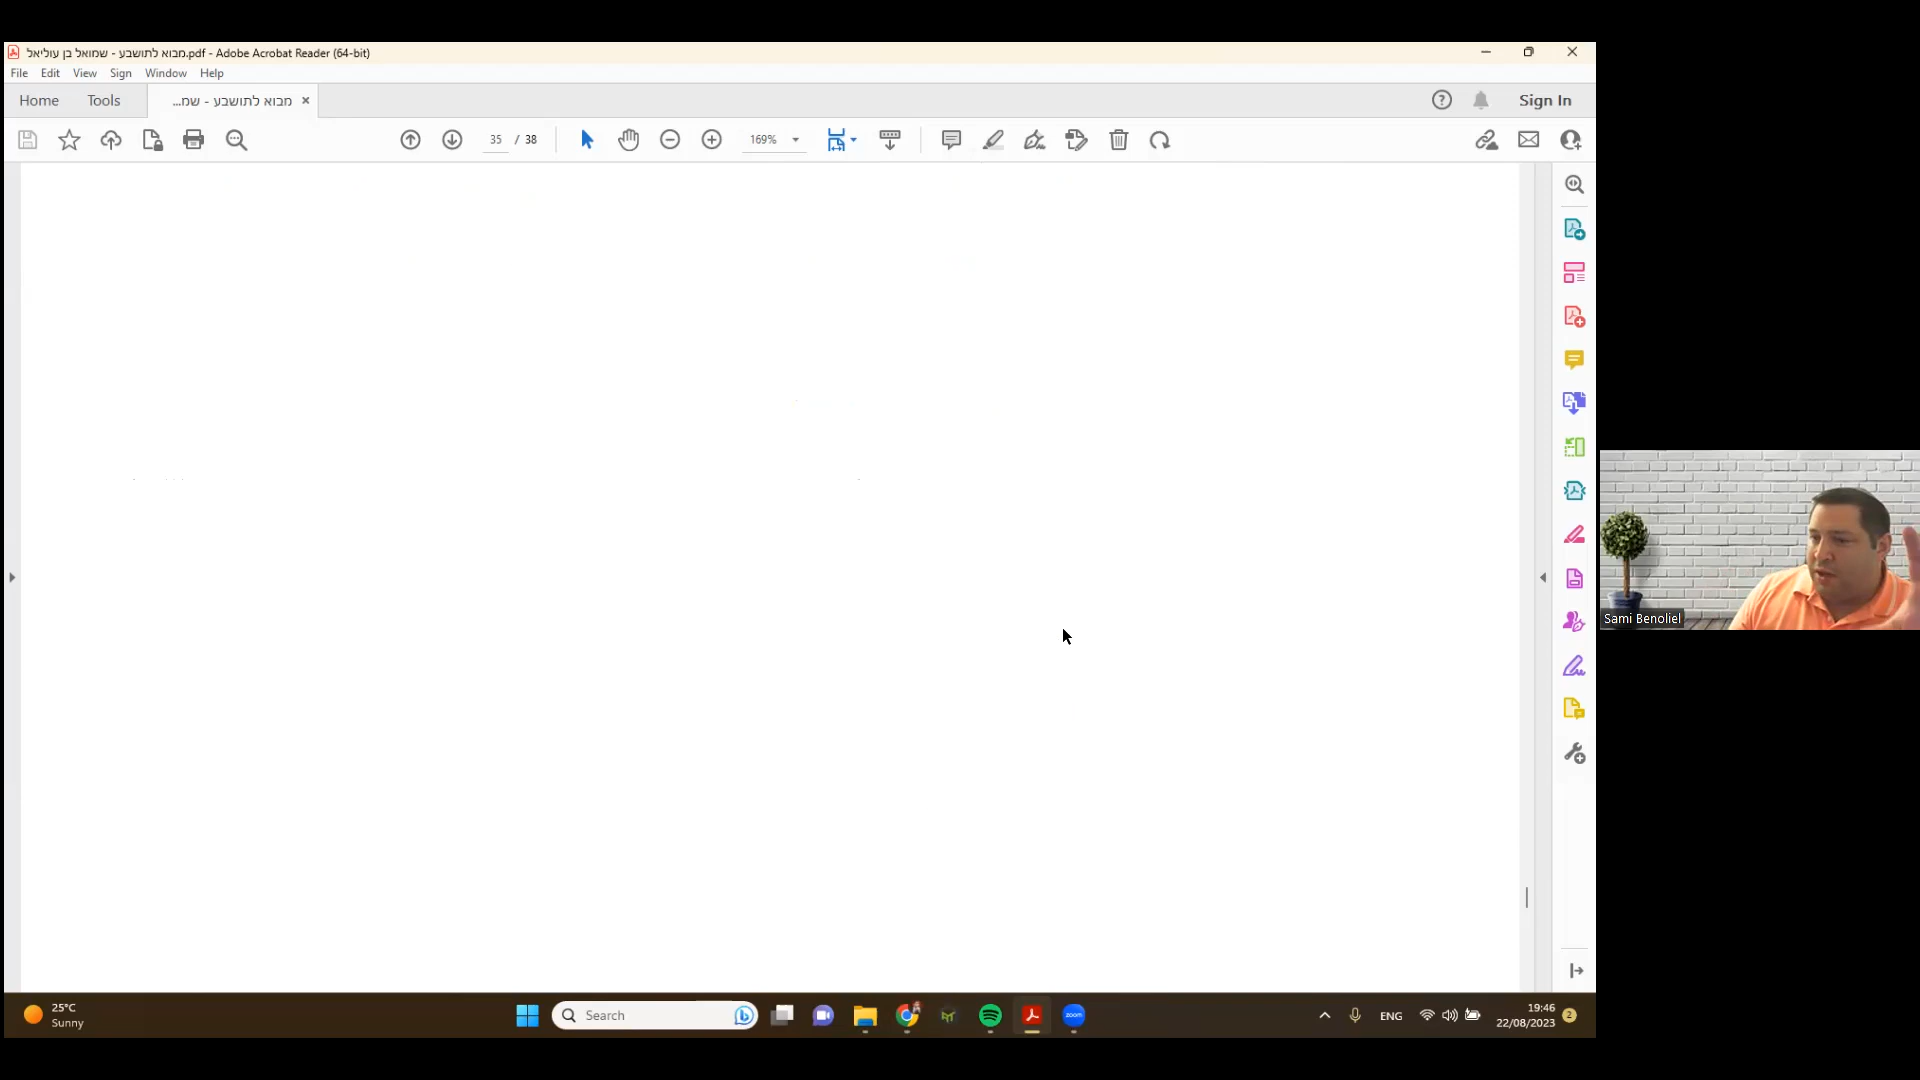 מבוא לתושבע - שמואל בן עוליאל.pdf - Adobe Acrobat Reader (64-bit)
File Edit View Sign Window Help
Home Tools מבוא לתושבע - שמ... × Sign In
35 / 38 169%
Sami Benoliel
25°C
Sunny
Search
zoom
ENG
19:46
22/08/2023
2